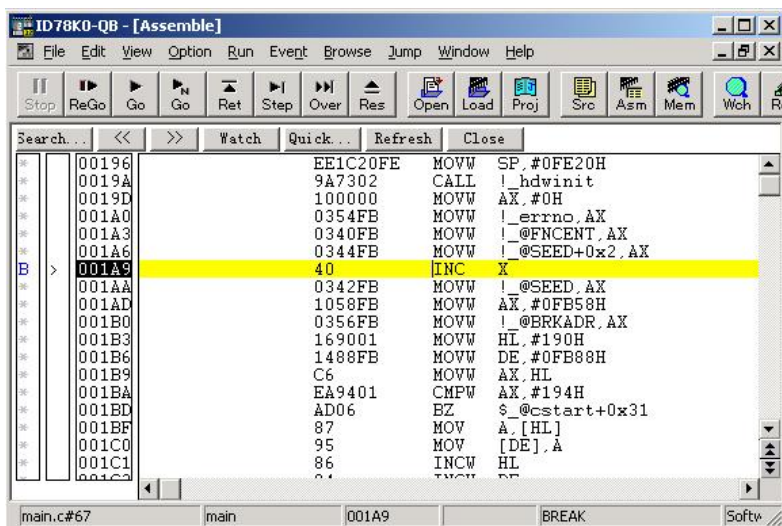 ID78K0-QB - [Assemble]
File Edit View Option Run Event Browse Jump Window Help
Stop ReGo Go Go Ret Step Over Res Open Load Proj Src Asm Mem Wch
Search... << >> Watch Quick... Refresh Close
* 00196 EE1C20FE MOVW SP,#0FE20H
* 0019A 9A7302 CALL !_hdwinit
* 0019D 100000 MOVW AX,#0H
* 001A0 0354FB MOVW !_errno,AX
* 001A3 0340FB MOVW !_@FNCENT,AX
* 001A6 0344FB MOVW !_@SEED+0x2,AX
B > 001A9 40 INC X
* 001AA 0342FB MOVW !_@SEED,AX
* 001AD 1058FB MOVW AX,#0FB58H
* 001B0 0356FB MOVW !_@BRKADR,AX
* 001B3 169001 MOVW HL,#190H
* 001B6 1488FB MOVW DE,#0FB88H
* 001B9 C6 MOVW AX,HL
* 001BA EA9401 CMPW AX,#194H
* 001BD AD06 BZ $_@cstart+0x31
* 001BF 87 MOV A,[HL]
* 001C0 95 MOV [DE],A
* 001C1 86 INCW HL
main.c#67 main 001A9 BREAK Softw